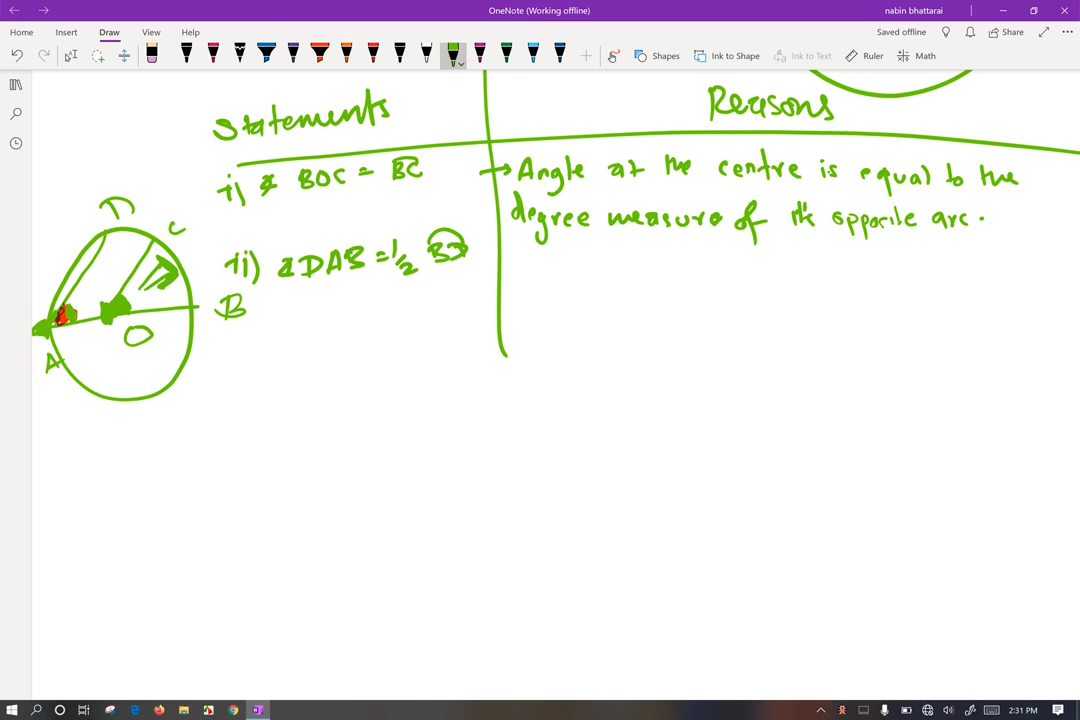 OneNote (Working offline)
nabin bhattarai
Home Insert Draw View Help
Saved offline
Share
Shapes
Ink to Shape
Ink to Text
Ruler
Math
Statements
Reasons
i) ∡ BOC = BC
→ Angle at the centre is equal to the
degree measure of it's opposite arc.
ii) ∡DAB = 1/2 BD
D
C
B
O
A
2:31 PM